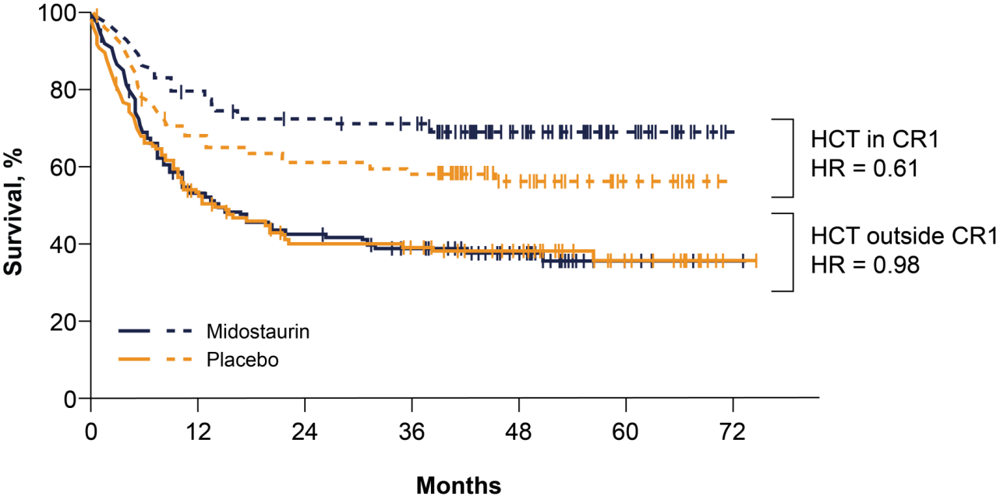 Survival, %
100
80
60
40
20
0
HCT in CR1
HR = 0.61
HCT outside CR1
HR = 0.98
Midostaurin
Placebo
0 12 24 36 48 60 72
Months